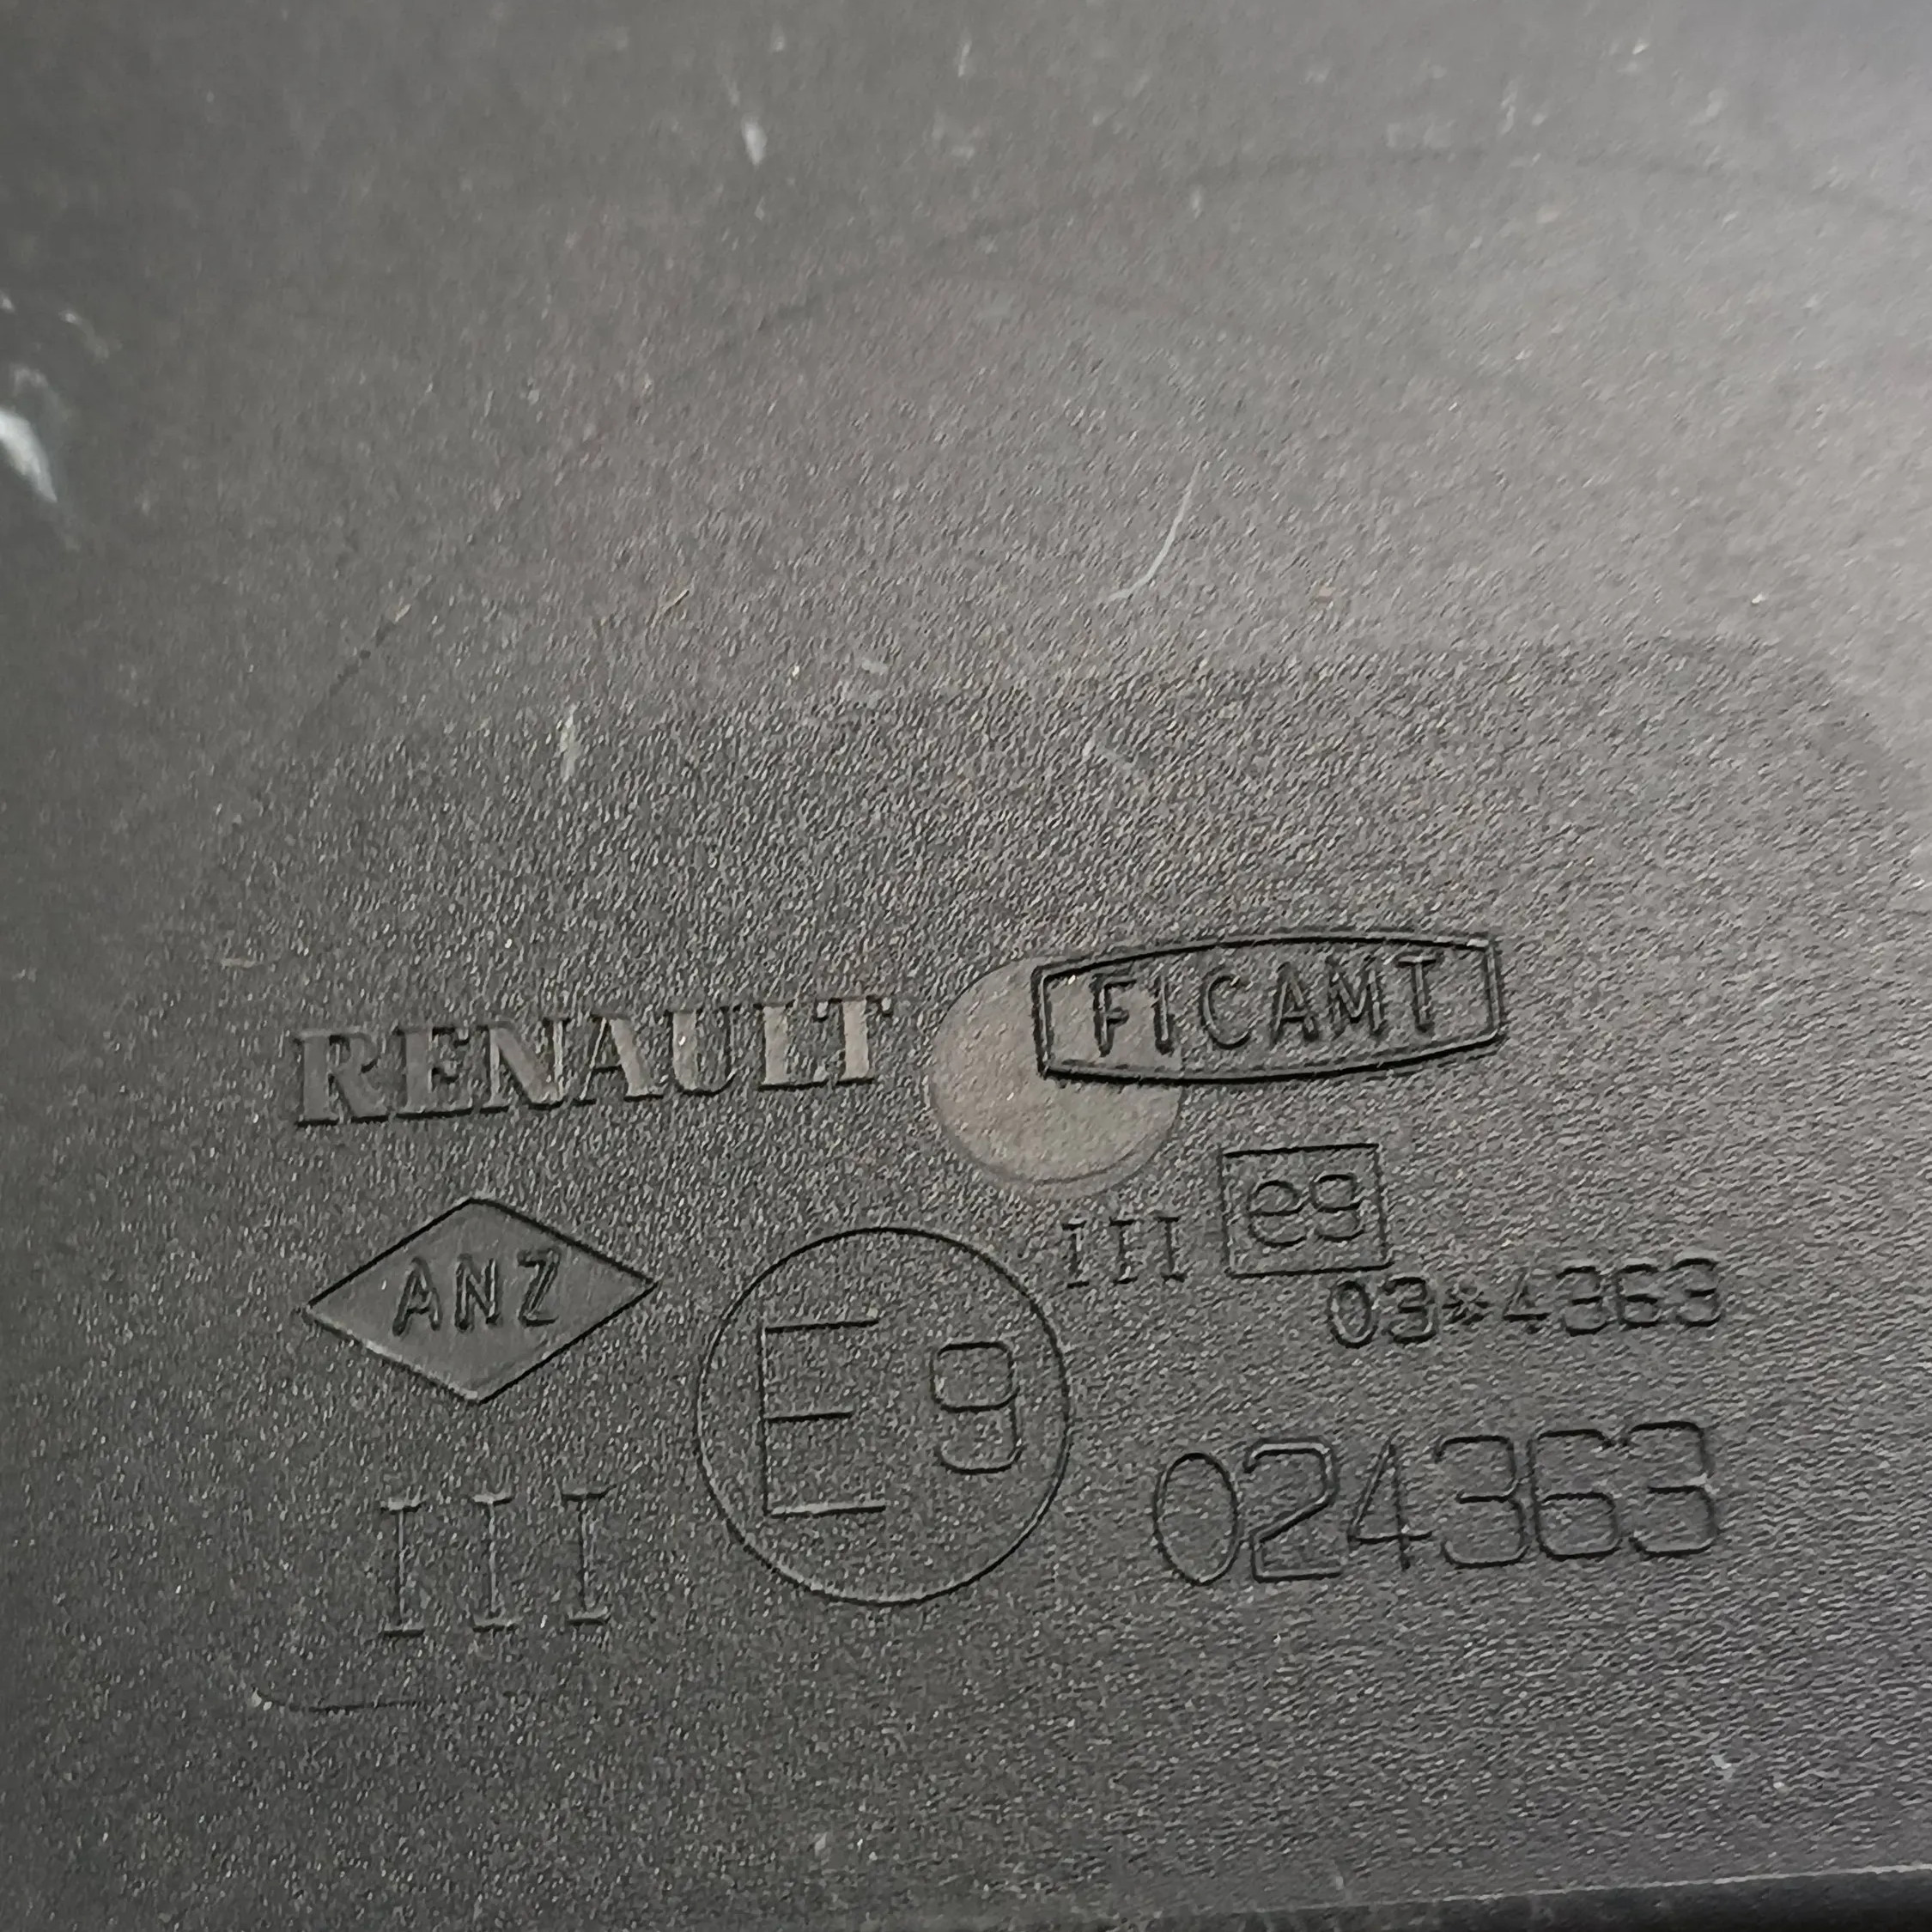 RENAULT FICAMT
ANZ
III e9
03*4363
E9
024363
III